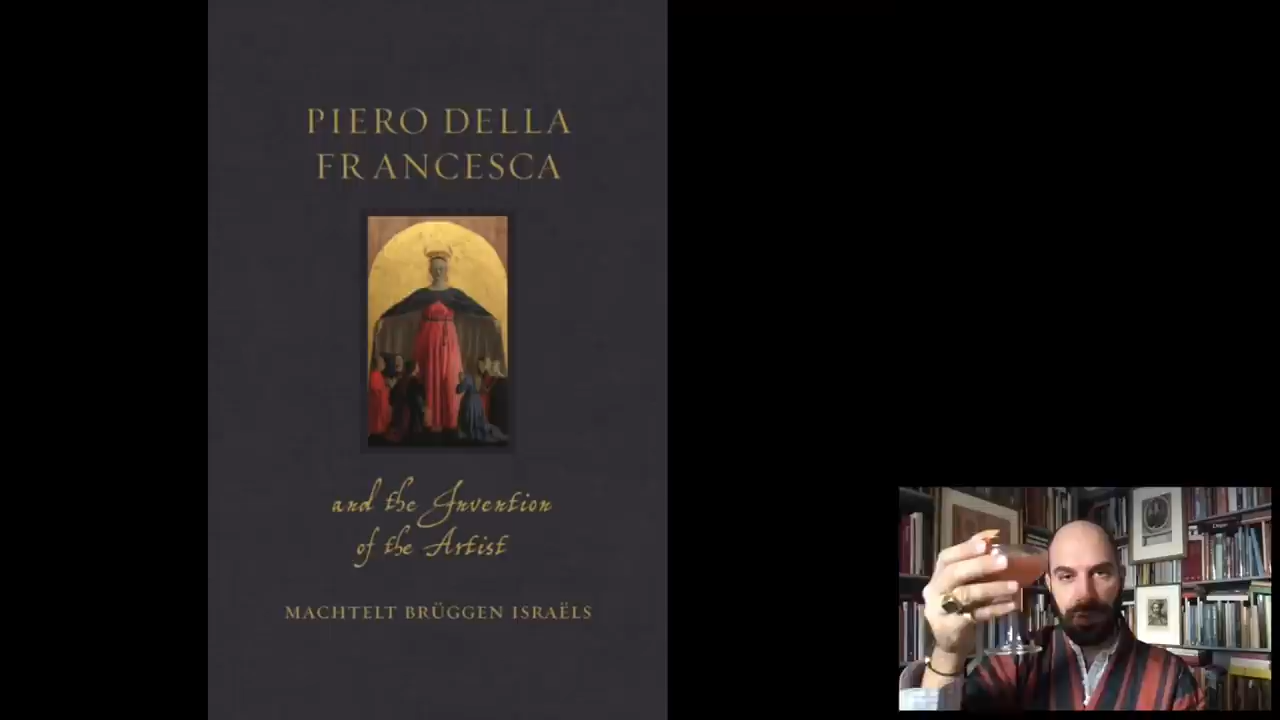 PIERO DELLA
FRANCESCA
and the Invention
of the Artist
MACHTELT BRÜGGEN ISRAËLS